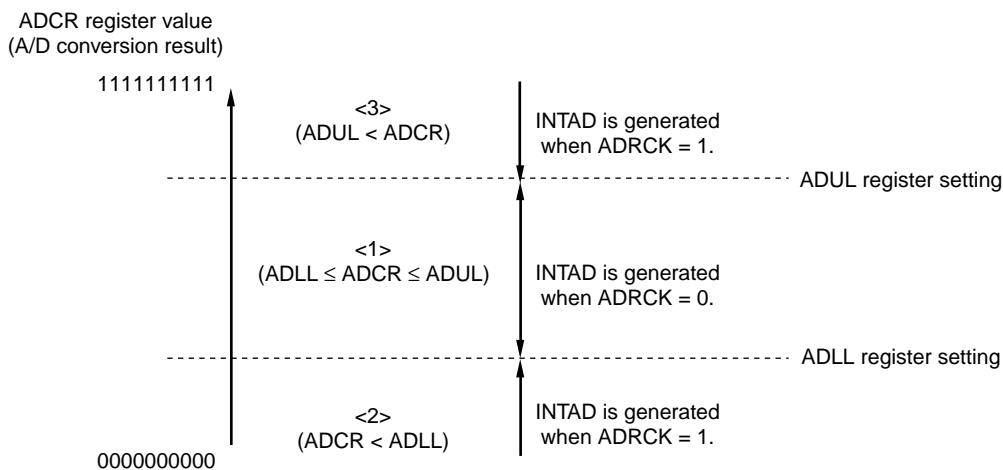 ADCR register value
(A/D conversion result)
1111111111
<3>
(ADUL < ADCR)
INTAD is generated
when ADRCK = 1.
ADUL register setting
<1>
(ADLL ≤ ADCR ≤ ADUL)
INTAD is generated
when ADRCK = 0.
ADLL register setting
<2>
(ADCR < ADLL)
INTAD is generated
when ADRCK = 1.
0000000000